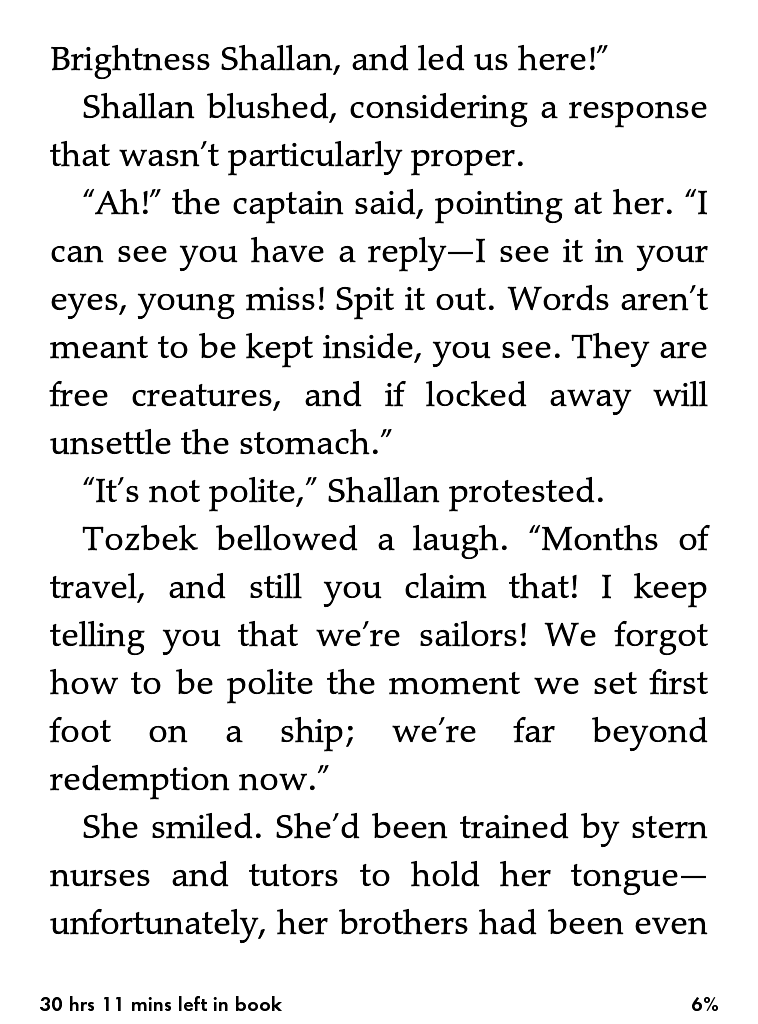 Brightness Shallan, and led us here!”
Shallan blushed, considering a response
that wasn’t particularly proper.
“Ah!” the captain said, pointing at her. “I
can see you have a reply—I see it in your
eyes, young miss! Spit it out. Words aren’t
meant to be kept inside, you see. They are
free creatures, and if locked away will
unsettle the stomach.”
“It’s not polite,” Shallan protested.
Tozbek bellowed a laugh. “Months of
travel, and still you claim that! I keep
telling you that we’re sailors! We forgot
how to be polite the moment we set first
foot on a ship; we’re far beyond
redemption now.”
She smiled. She’d been trained by stern
nurses and tutors to hold her tongue—
unfortunately, her brothers had been even
30 hrs 11 mins left in book
6%